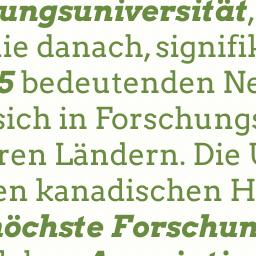 ungsuniversität,
ie danach, signifik
5 bedeutenden Ne
sich in Forschungs
ren Ländern. Die U
en kanadischen H
höchste Forschun